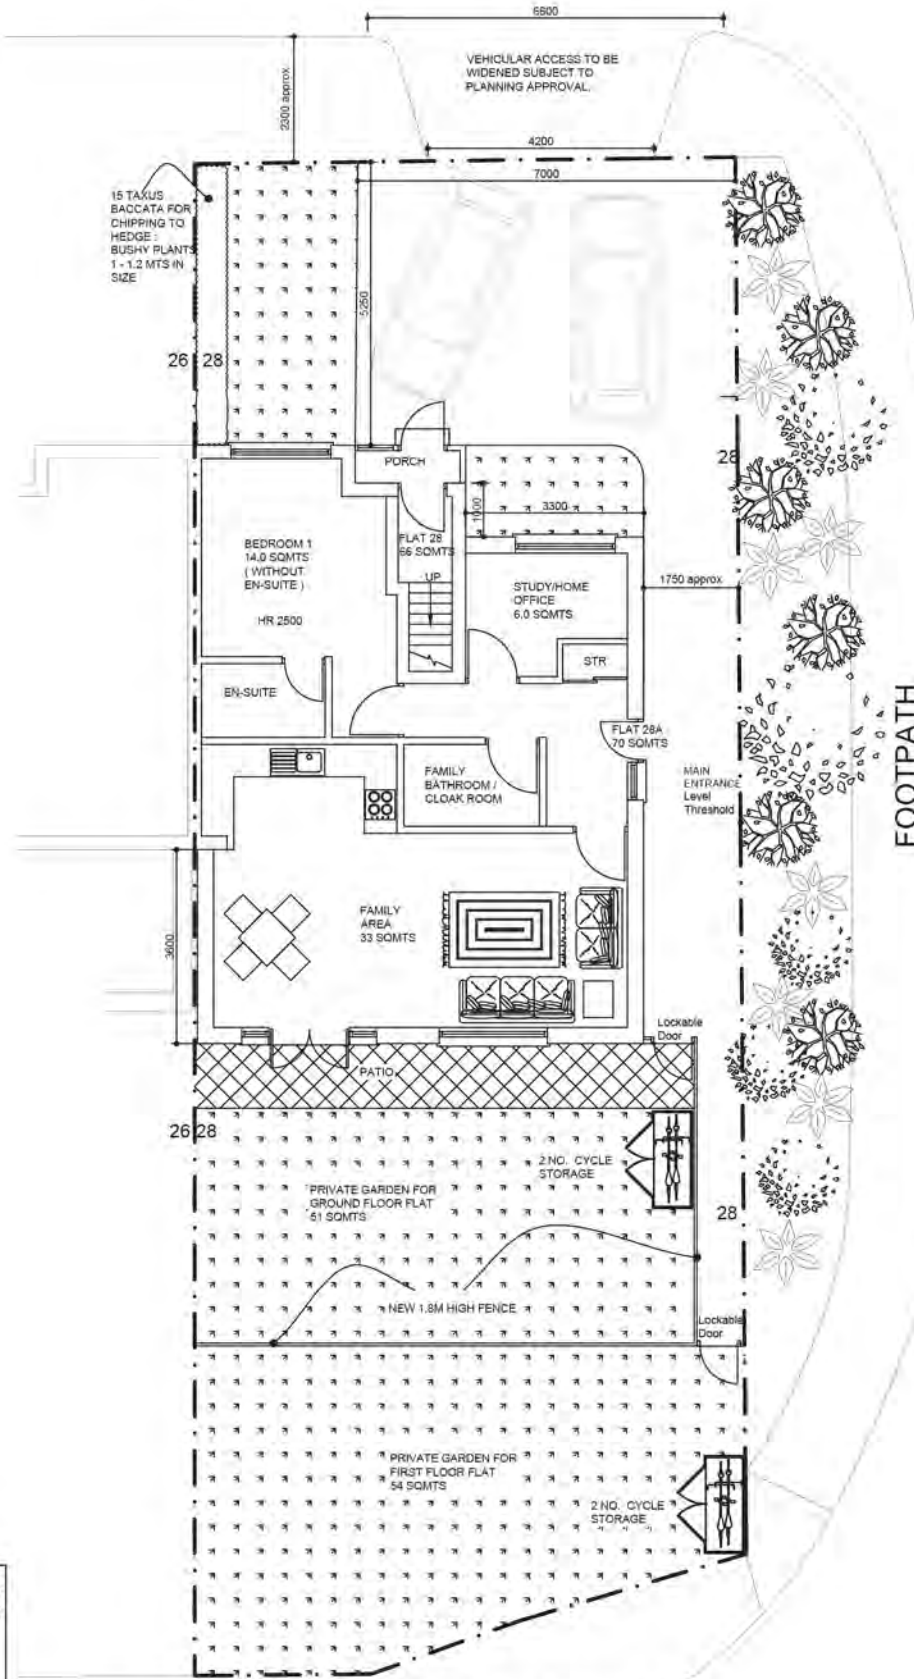 6600
VEHICULAR ACCESS TO BE
WIDENED SUBJECT TO
PLANNING APPROVAL.
2300 approx
4200
7000
15 TAXUS
BACCATA FOR
CHIPPING TO
HEDGE :
BUSHY PLANTS
1 - 1.2 MTS IN
SIZE
5250
26
28
28
PORCH
1000
3300
BEDROOM 1
14.0 SQMTS
( WITHOUT
EN-SUITE )
HR 2500
FLAT 28
66 SQMTS
UP
STUDY/HOME
OFFICE
6.0 SQMTS
1750 approx
STR
EN-SUITE
FLAT 28A
70 SQMTS
FAMILY
BATHROOM /
CLOAK ROOM
MAIN
ENTRANCE
Level
Threshold
FOOTPATH
3600
FAMILY
AREA
33 SQMTS
Lockable
Door
PATIO
26
28
2 NO. CYCLE
STORAGE
PRIVATE GARDEN FOR
GROUND FLOOR FLAT
51 SQMTS
28
NEW 1.8M HIGH FENCE
Lockable
Door
PRIVATE GARDEN FOR
FIRST FLOOR FLAT
54 SQMTS
2 NO. CYCLE
STORAGE